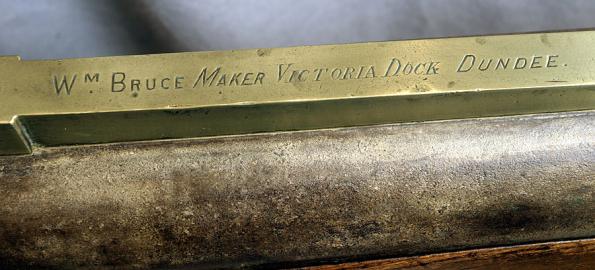 Wᴹ. BRUCE MAKER VICTORIA DOCK DUNDEE.